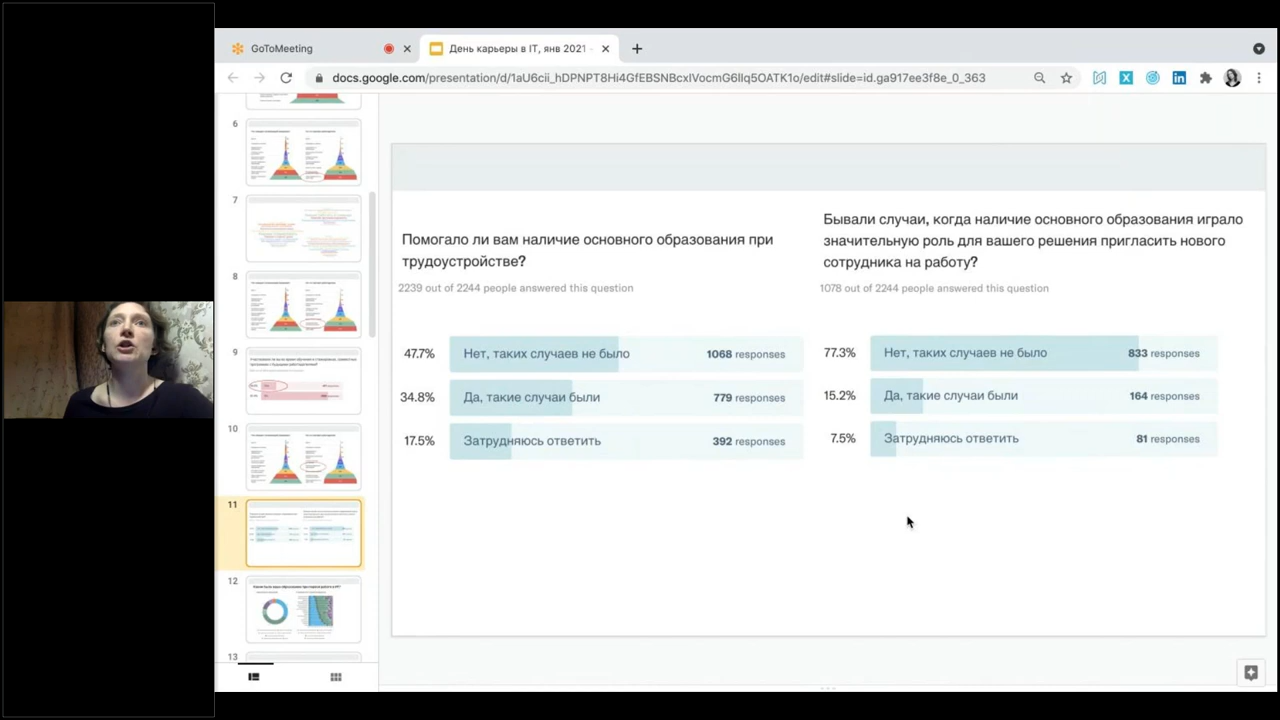 GoToMeeting
День карьеры в IT, янв 2021 -
docs.google.com/presentation/d/1aU6cii_hDPNPT8Hi4GfEBSNBcxIVocmG6lIq5OATK1o/edit#slide=id.ga917ee3f8e_0_363
6
7
8
9
10
11
12
13
Помогло ли вам наличие основного образования при
трудоустройстве?
2239 out of 2244 people answered this question
47.7% Нет, таких случаев не было 1068 responses
34.8% Да, такие случаи были 779 responses
17.5% Затрудняюсь ответить 392 responses
Бывали случаи, когда наличие основного образования играло
значительную роль для вашего решения пригласить нового
сотрудника на работу?
1078 out of 2244 people answered this question
77.3% Нет, таких случаев не было 833 responses
15.2% Да, такие случаи были 164 responses
7.5% Затрудняюсь ответить 81 responses